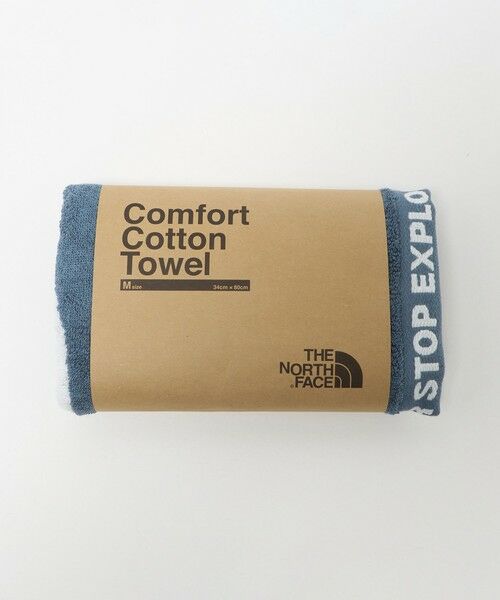 Comfort
Cotton
Towel
M size 34cm × 80cm
THE
NORTH
FACE
STOP EXPLO